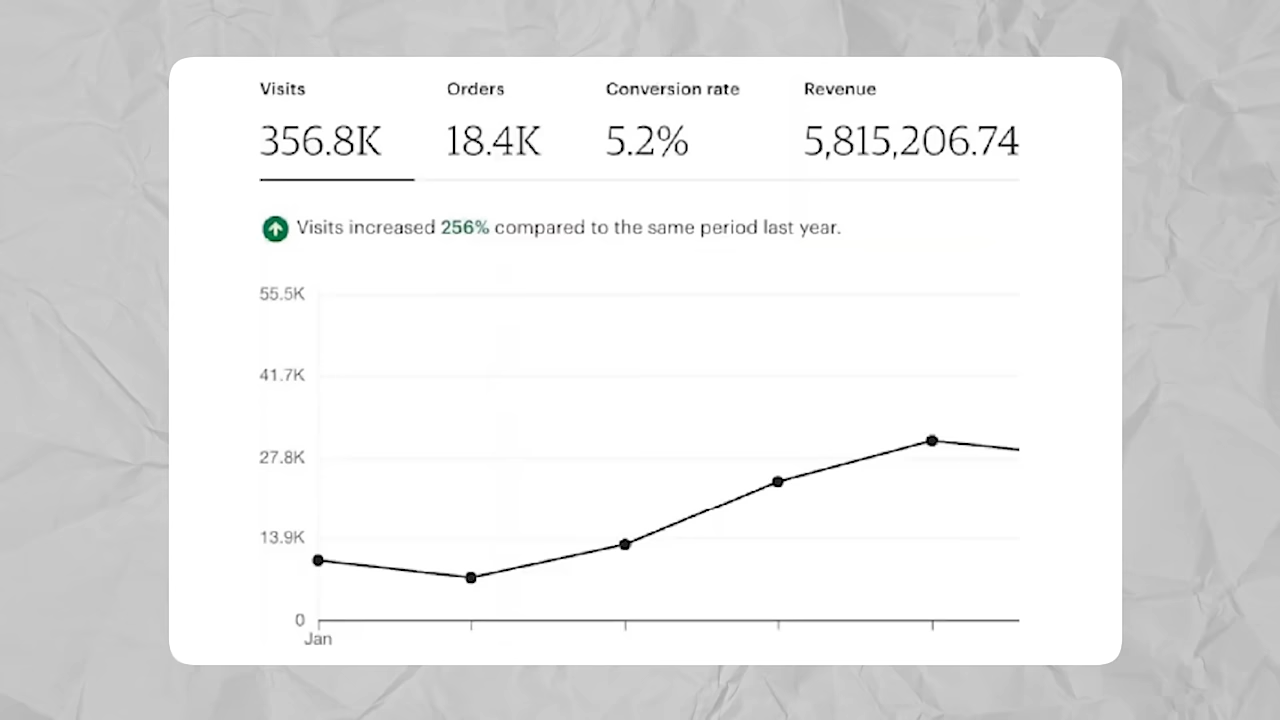 Visits Orders Conversion rate Revenue
356.8K 18.4K 5.2% 5,815,206.74
Visits increased 256% compared to the same period last year.
55.5K
41.7K
27.8K
13.9K
0
Jan